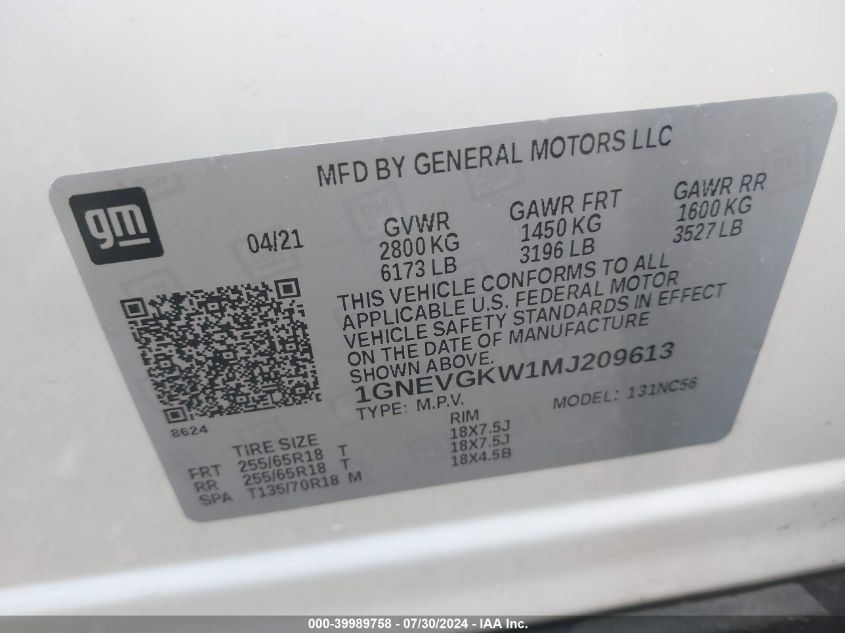 MFD BY GENERAL MOTORS LLC
gm
04/21
GVWR GAWR FRT GAWR RR
2800 KG 1450 KG 1600 KG
6173 LB 3196 LB 3527 LB
THIS VEHICLE CONFORMS TO ALL
APPLICABLE U.S. FEDERAL MOTOR
VEHICLE SAFETY STANDARDS IN EFFECT
ON THE DATE OF MANUFACTURE
SHOWN ABOVE.
1GNEVGKW1MJ209613
TYPE: M.P.V. MODEL: 131NC56
8624
TIRE SIZE RIM
FRT 255/65R18 T 18X7.5J
RR 255/65R18 T 18X7.5J
SPA T135/70R18 M 18X4.5B
000-39989758 - 07/30/2024 - IAA Inc.